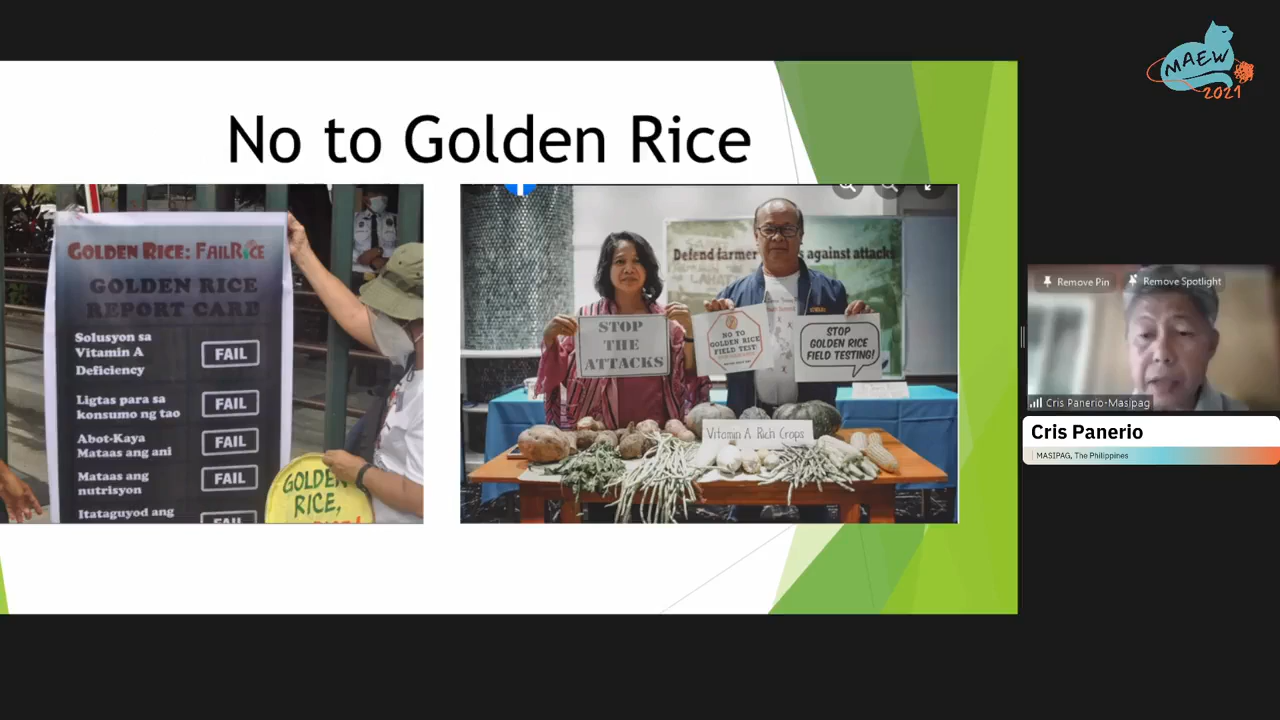 MAEW
2021
No to Golden Rice
GOLDEN RICE: FAILRICE
GOLDEN RICE
REPORT CARD
Solusyon sa
Vitamin A
Deficiency
FAIL
Ligtas para sa
konsumo ng tao
FAIL
Abot-Kaya
Mataas ang ani
FAIL
Mataas ng
nutrisyon
FAIL
Itataguyod ang
FAIL
GOLDEN
RICE,
Defend farmer
against attacks
STOP
THE
ATTACKS
NO TO
GOLDEN RICE
FIELD TEST
STOP
GOLDEN RICE
FIELD TESTING!
Vitamin A Rich Crops
Remove Pin
Remove Spotlight
Cris Panerio-Masipag
Cris Panerio
MASIPAG, The Philippines